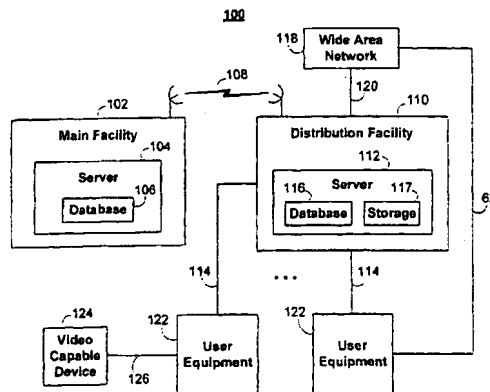 100
118
Wide Area
Network
108
120
102
110
Main Facility
Distribution Facility
104
112
Server
Server
106
Database
116
117
Database
Storage
114
...
114
124
122
122
Video
Capable
Device
126
User
Equipment
User
Equipment